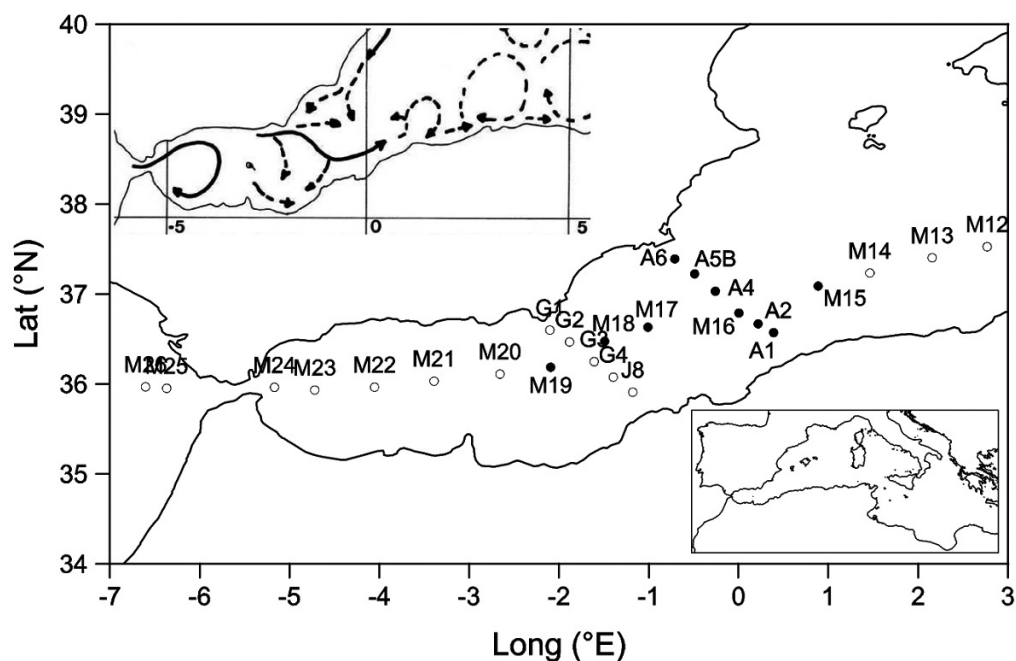 40
39
38
37
36
35
34
Lat (°N)
-5
0
5
M12
M13
M14
A6
A5B
A4
M15
G1
G2
M18
M17
M16
A2
A1
G3
G4
J8
M26
M25
M24
M23
M22
M21
M20
M19
-7
-6
-5
-4
-3
-2
-1
0
1
2
3
Long (°E)